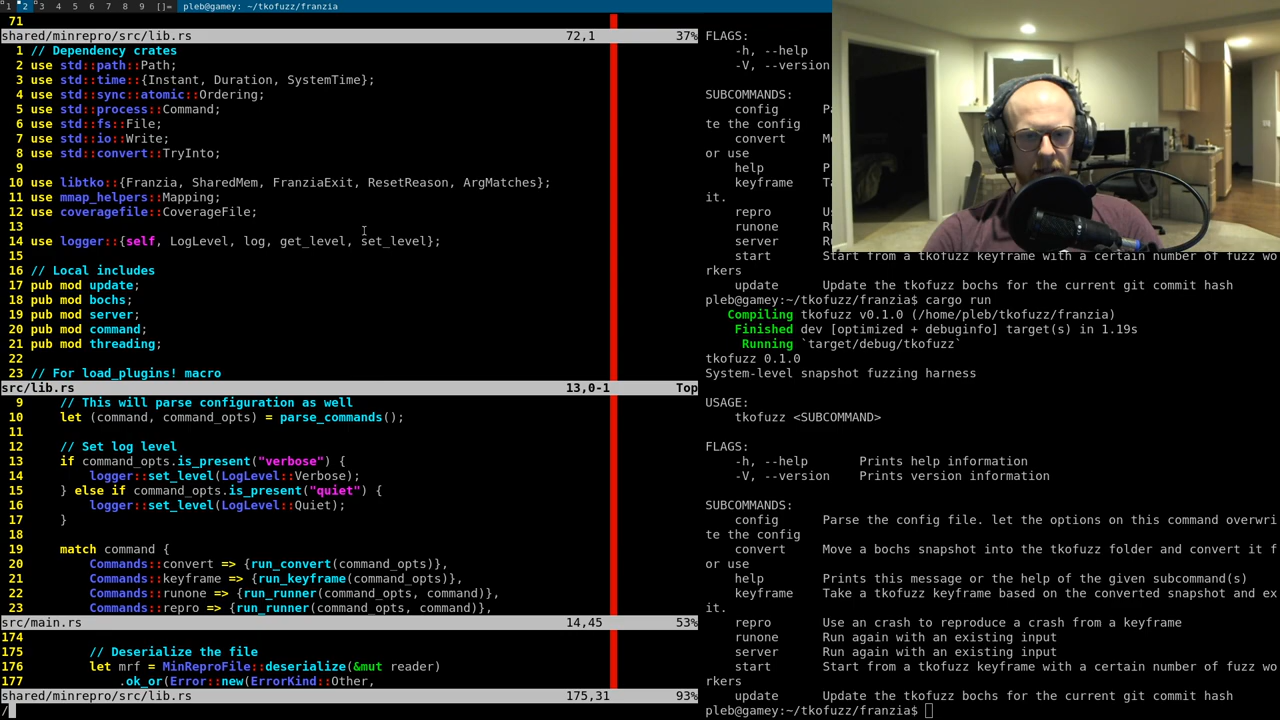 1 2 3 4 5 6 7 8 9 []= pleb@gamey: ~/tkofuzz/franzia
71
shared/minrepro/src/lib.rs 72,1 37%
1 // Dependency crates
2 use std::path::Path;
3 use std::time::{Instant, Duration, SystemTime};
4 use std::sync::atomic::Ordering;
5 use std::process::Command;
6 use std::fs::File;
7 use std::io::Write;
8 use std::convert::TryInto;
9
10 use libtko::{Franzia, SharedMem, FranziaExit, ResetReason, ArgMatches};
11 use mmap_helpers::Mapping;
12 use coveragefile::CoverageFile;
13
14 use logger::{self, LogLevel, log, get_level, set_level};
15
16 // Local includes
17 pub mod update;
18 pub mod bochs;
19 pub mod server;
20 pub mod command;
21 pub mod threading;
22
23 // For load_plugins! macro
src/lib.rs 13,0-1 Top
9 // This will parse configuration as well
10 let (command, command_opts) = parse_commands();
11
12 // Set log level
13 if command_opts.is_present("verbose") {
14 logger::set_level(LogLevel::Verbose);
15 } else if command_opts.is_present("quiet") {
16 logger::set_level(LogLevel::Quiet);
17 }
18
19 match command {
20 Commands::convert => {run_convert(command_opts)},
21 Commands::keyframe => {run_keyframe(command_opts)},
22 Commands::runone => {run_runner(command_opts, command)},
23 Commands::repro => {run_runner(command_opts, command)},
src/main.rs 14,45 53%
174
175 // Deserialize the file
176 let mrf = MinReproFile::deserialize(&mut reader)
177 .ok_or(Error::new(ErrorKind::Other,
shared/minrepro/src/lib.rs 175,31 93%
/
FLAGS:
-h, --help
-V, --version
SUBCOMMANDS:
config
te the config
convert
or use
help
keyframe
it.
repro
runone
server
start Start from a tkofuzz keyframe with a certain number of fuzz wo
rkers
update Update the tkofuzz bochs for the current git commit hash
pleb@gamey:~/tkofuzz/franzia$ cargo run
Compiling tkofuzz v0.1.0 (/home/pleb/tkofuzz/franzia)
Finished dev [optimized + debuginfo] target(s) in 1.19s
Running `target/debug/tkofuzz`
tkofuzz 0.1.0
System-level snapshot fuzzing harness
USAGE:
tkofuzz <SUBCOMMAND>
FLAGS:
-h, --help Prints help information
-V, --version Prints version information
SUBCOMMANDS:
config Parse the config file. let the options on this command overwri
te the config
convert Move a bochs snapshot into the tkofuzz folder and convert it f
or use
help Prints this message or the help of the given subcommand(s)
keyframe Take a tkofuzz keyframe based on the converted snapshot and ex
it.
repro Use an crash to reproduce a crash from a keyframe
runone Run again with an existing input
server Run again with an existing input
start Start from a tkofuzz keyframe with a certain number of fuzz wo
rkers
update Update the tkofuzz bochs for the current git commit hash
pleb@gamey:~/tkofuzz/franzia$